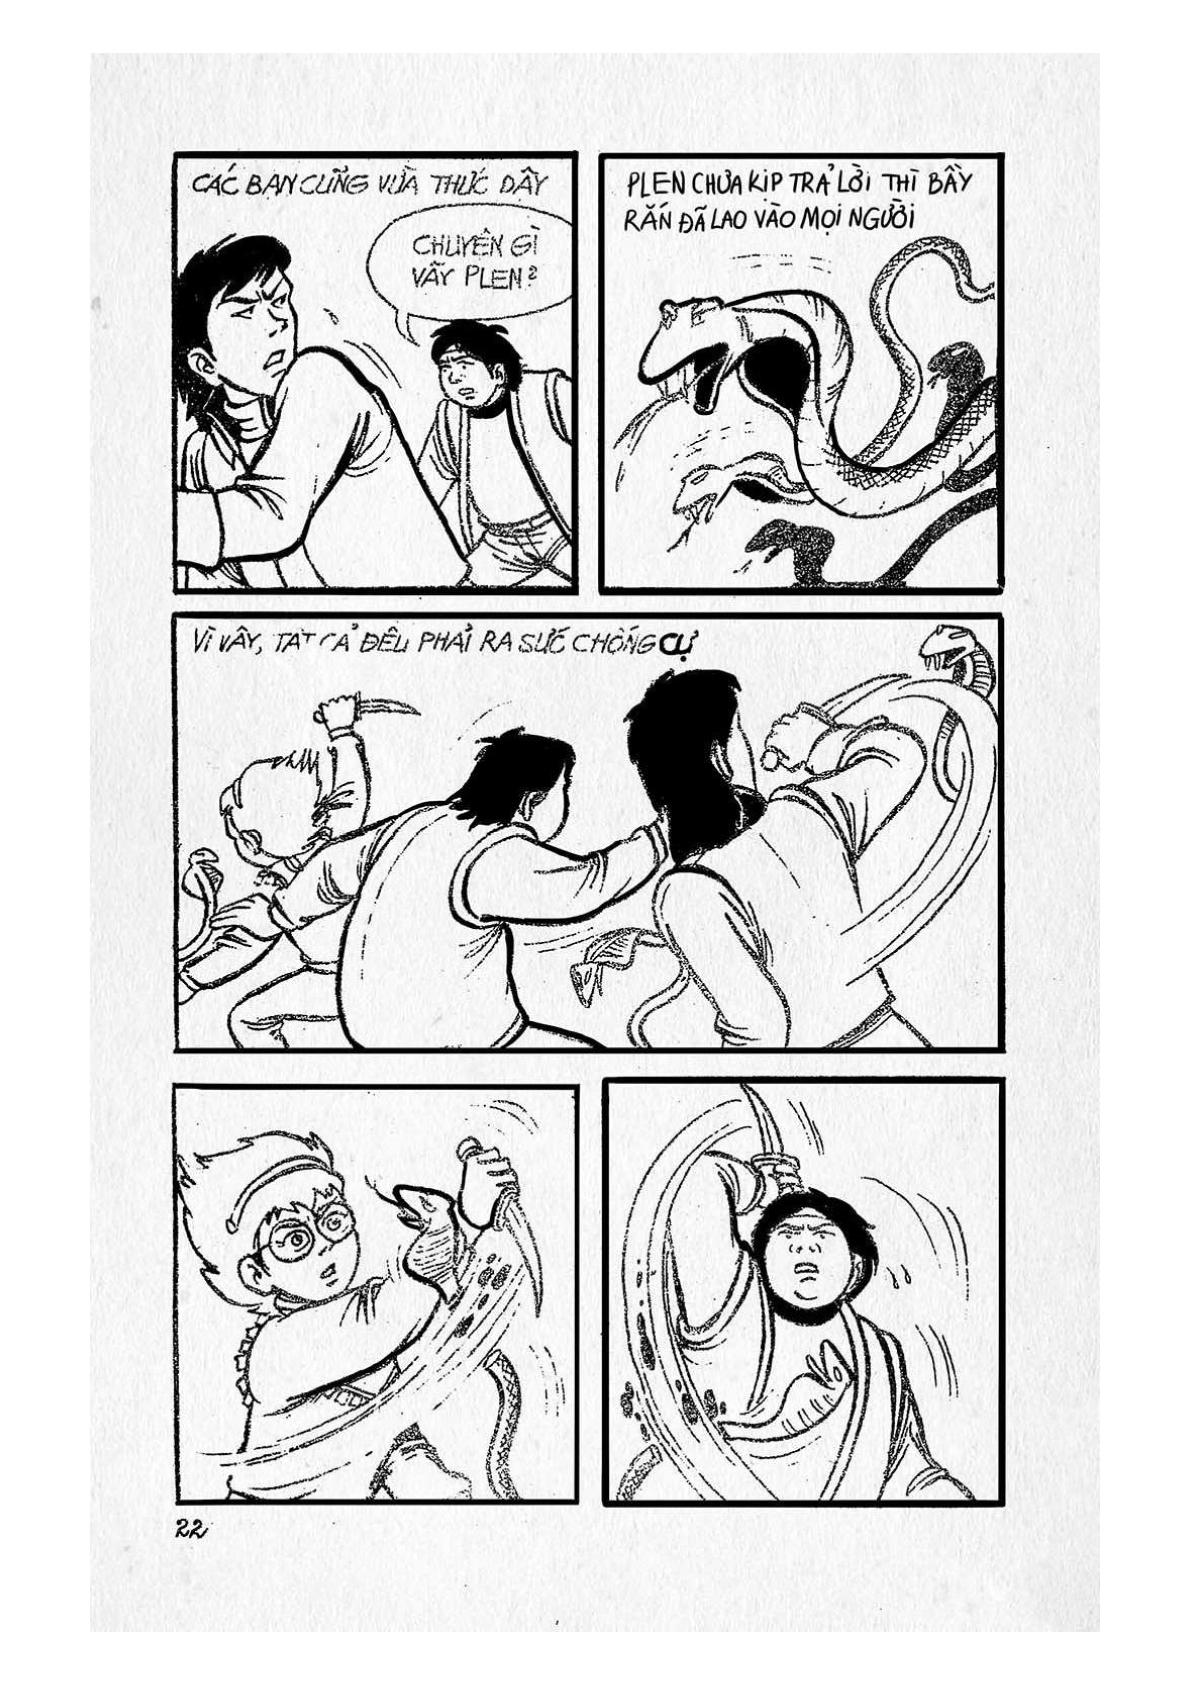 CÁC BẠN CŨNG VỪA THỨC DẬY
CHUYỆN GÌ
VẬY PLEN?
PLEN CHƯA KỊP TRẢ LỜI THÌ BẦY
RẮN ĐÃ LAO VÀO MỌI NGƯỜI
VÌ VẬY, TẤT CẢ ĐỀU PHẢI RA SỨC CHỐNG CỰ
22